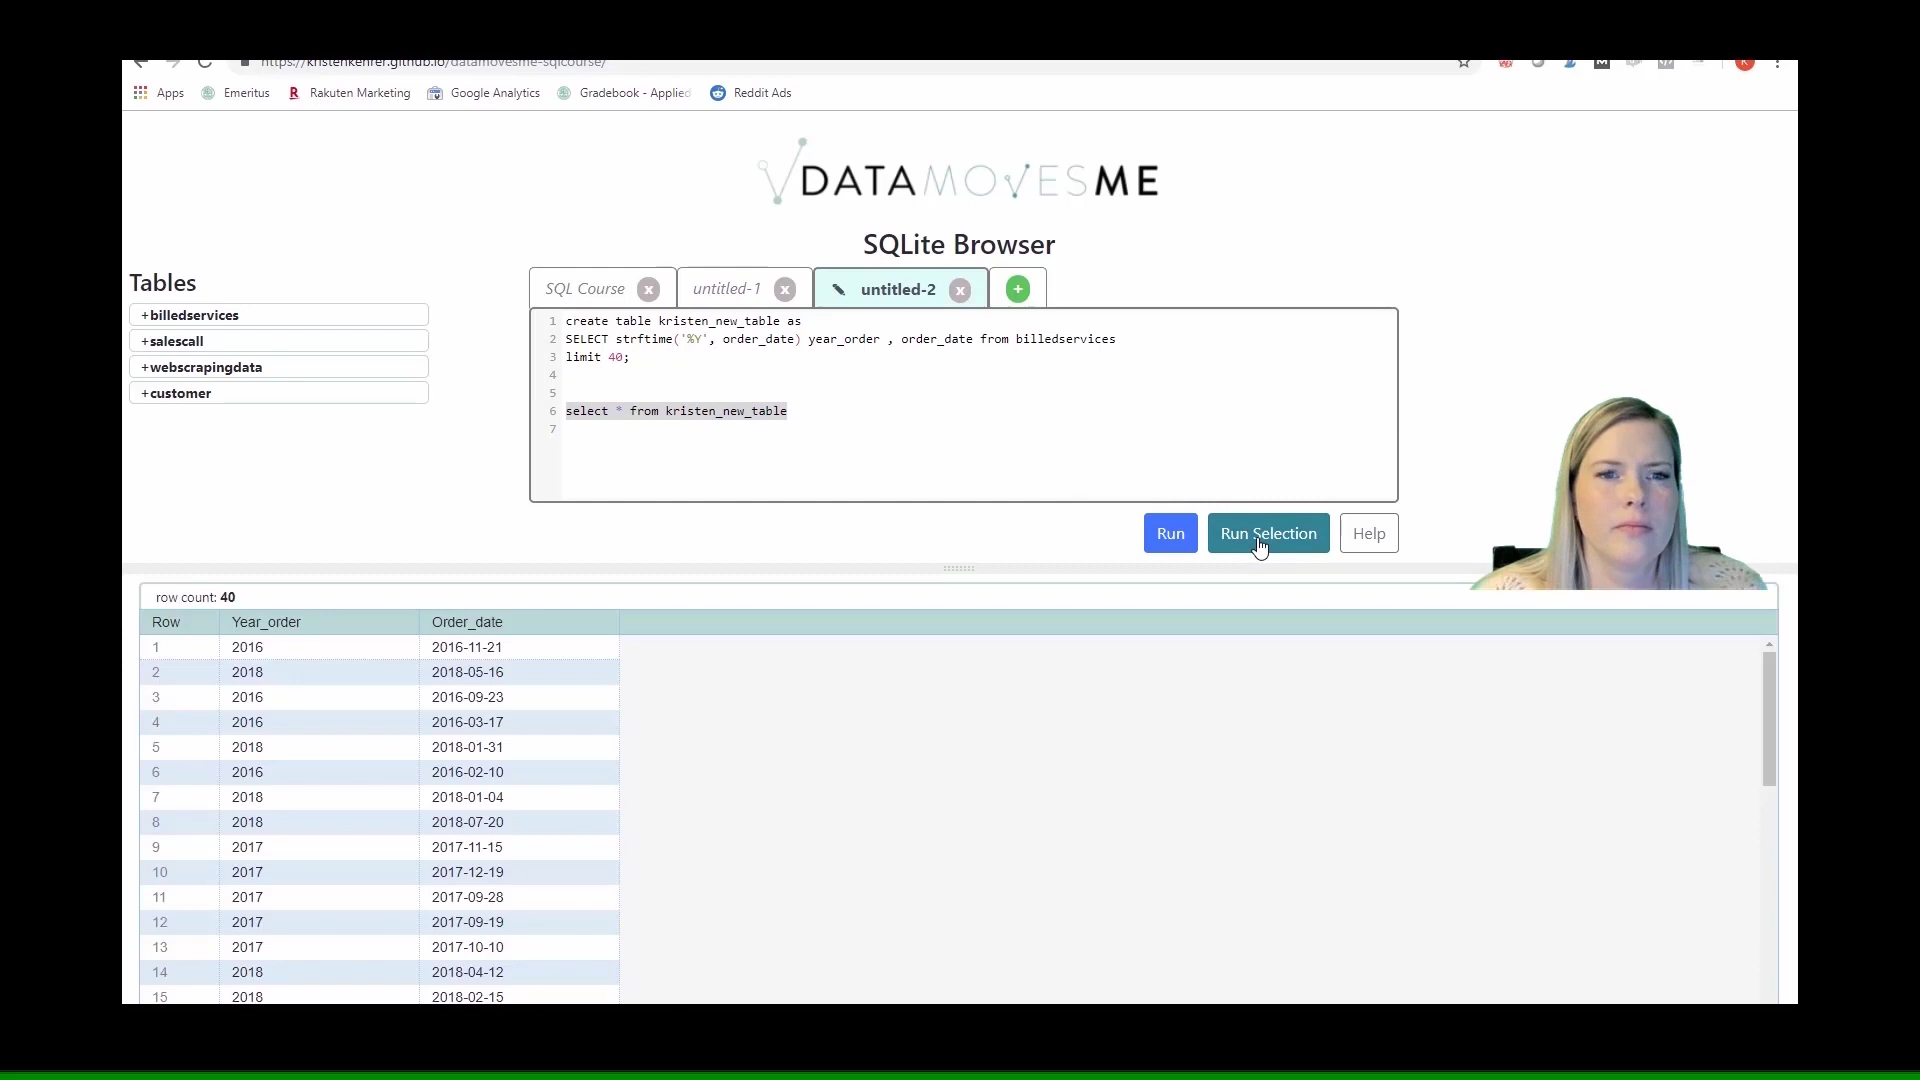 https://kristenkehrer.github.io/datamovesme-sqlcourse/
Apps Emeritus Rakuten Marketing Google Analytics Gradebook - Applied Reddit Ads
DATAMOVESME
SQLite Browser
Tables
+billedservices
+salescall
+webscrapingdata
+customer
SQL Course x untitled-1 x untitled-2 x +
1 create table kristen_new_table as
2 SELECT strftime('%Y', order_date) year_order , order_date from billedservices
3 limit 40;
4
5
6 select * from kristen_new_table
7
Run Run Selection Help
row count: 40
Row Year_order Order_date
1 2016 2016-11-21
2 2018 2018-05-16
3 2016 2016-09-23
4 2016 2016-03-17
5 2018 2018-01-31
6 2016 2016-02-10
7 2018 2018-01-04
8 2018 2018-07-20
9 2017 2017-11-15
10 2017 2017-12-19
11 2017 2017-09-28
12 2017 2017-09-19
13 2017 2017-10-10
14 2018 2018-04-12
15 2018 2018-02-15